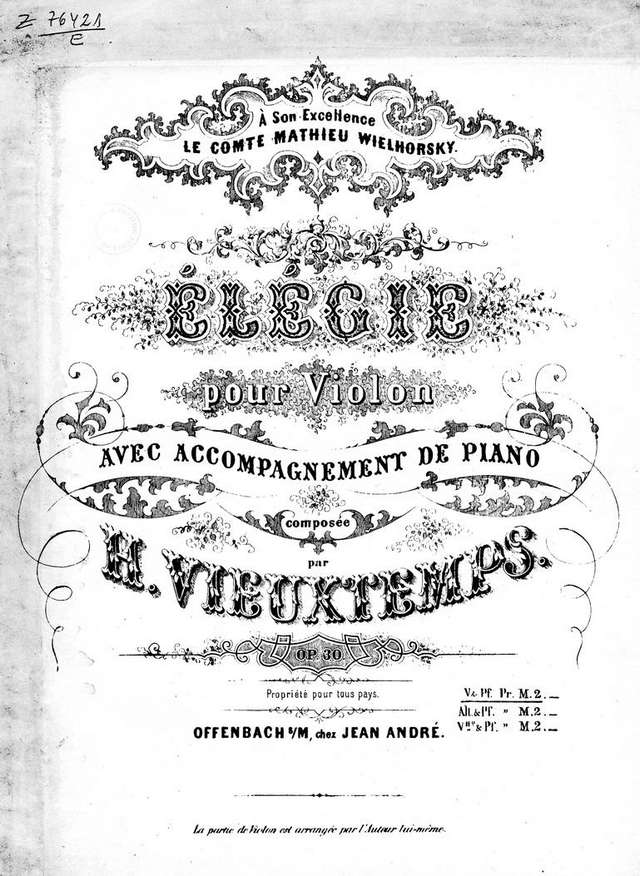 Z 76421
E
À Son Excellence
LE COMTE MATHIEU WIELHORSKY.
ÉLÉGIE
pour Violon
AVEC ACCOMPAGNEMENT DE PIANO
composée
par
H. VIEUXTEMPS.
OP. 30
Propriété pour tous pays.
OFFENBACH s/M, chez JEAN ANDRÉ.
V. & Pf. Pr. M. 2. _
Alt. & Pf. " M. 2. _
Vlle & Pf. " M. 2. _
La partie de Violon est arrangée par l'Auteur lui-même.